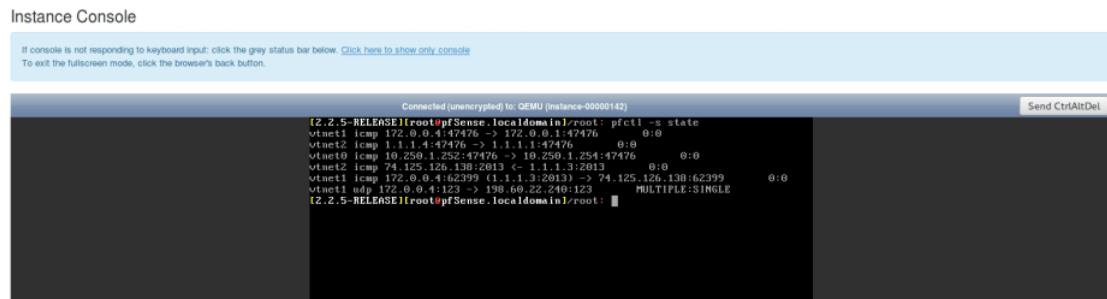 Instance Console
If console is not responding to keyboard input: click the grey status bar below. Click here to show only console
To exit the fullscreen mode, click the browser's back button.
Connected (unencrypted) to: QEMU (instance-00000142)
Send CtrlAltDel
[2.2.5-RELEASE][root@pfSense.localdomain]/root: pfctl -s state
vtnet1 icmp 172.0.0.4:47476 -> 172.0.0.1:47476 0:0
vtnet2 icmp 1.1.1.4:47476 -> 1.1.1.1:47476 0:0
vtnet0 icmp 10.250.1.252:47476 -> 10.250.1.254:47476 0:0
vtnet2 icmp 74.125.126.138:2013 <- 1.1.1.3:2013 0:0
vtnet1 icmp 172.0.0.4:62399 (1.1.1.3:2013) -> 74.125.126.138:62399 0:0
vtnet1 udp 172.0.0.4:123 -> 198.60.22.240:123 MULTIPLE:SINGLE
[2.2.5-RELEASE][root@pfSense.localdomain]/root: